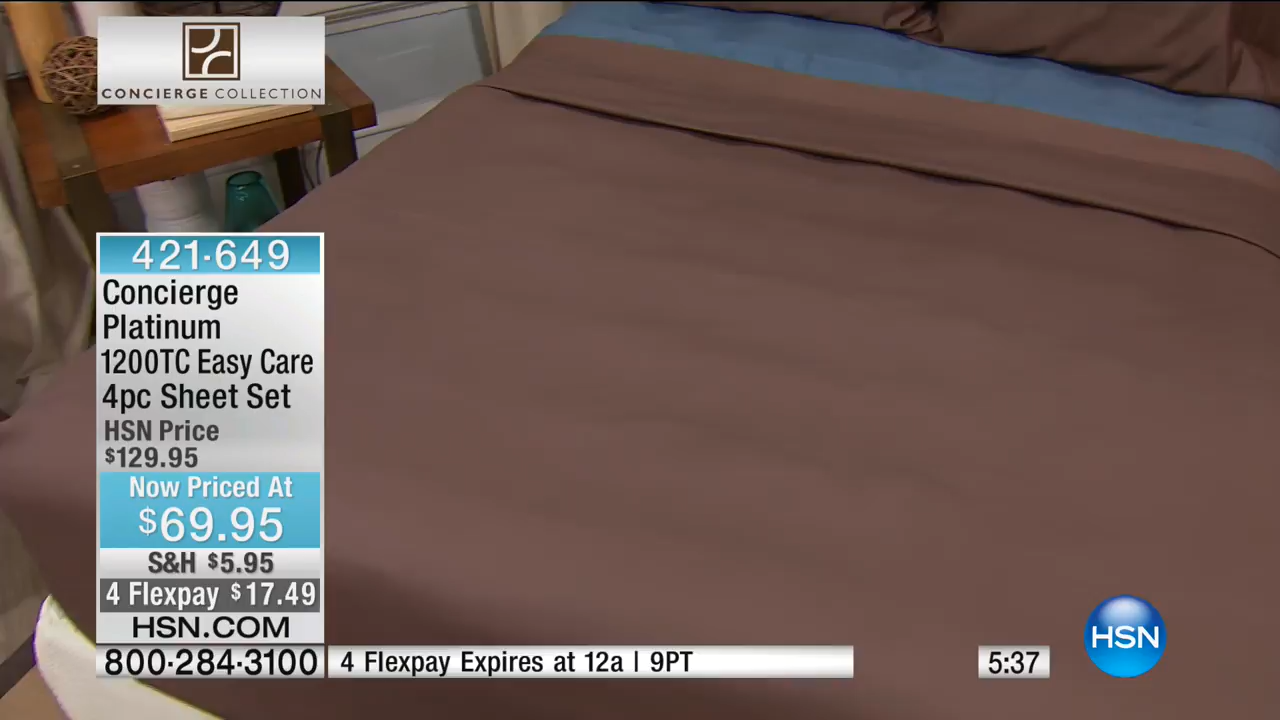 CONCIERGE COLLECTION
421·649
Concierge
Platinum
1200TC Easy Care
4pc Sheet Set
HSN Price
$129.95
Now Priced At
$69.95
S&H $5.95
4 Flexpay $17.49
HSN.COM
800·284·3100
4 Flexpay Expires at 12a | 9PT
5:37
HSN